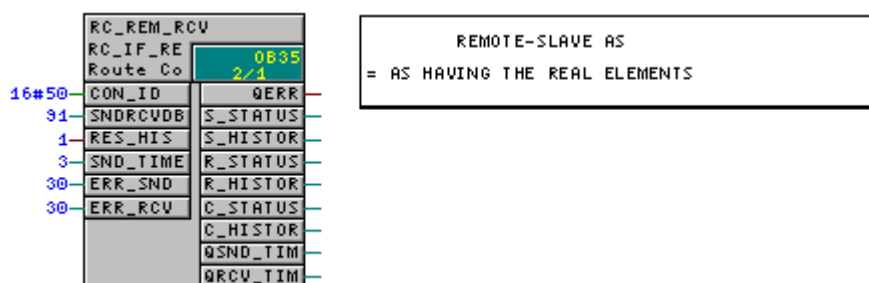 RC_REM_RCV
RC_IF_RE
Route Co
OB35
2/1
16#50 CON_ID QERR
91 SNDRCVDB S_STATUS
1 RES_HIS S_HISTOR
3 SND_TIME R_STATUS
30 ERR_SND R_HISTOR
30 ERR_RCV C_STATUS
C_HISTOR
QSND_TIM
QRCV_TIM
REMOTE-SLAVE AS
= AS HAVING THE REAL ELEMENTS